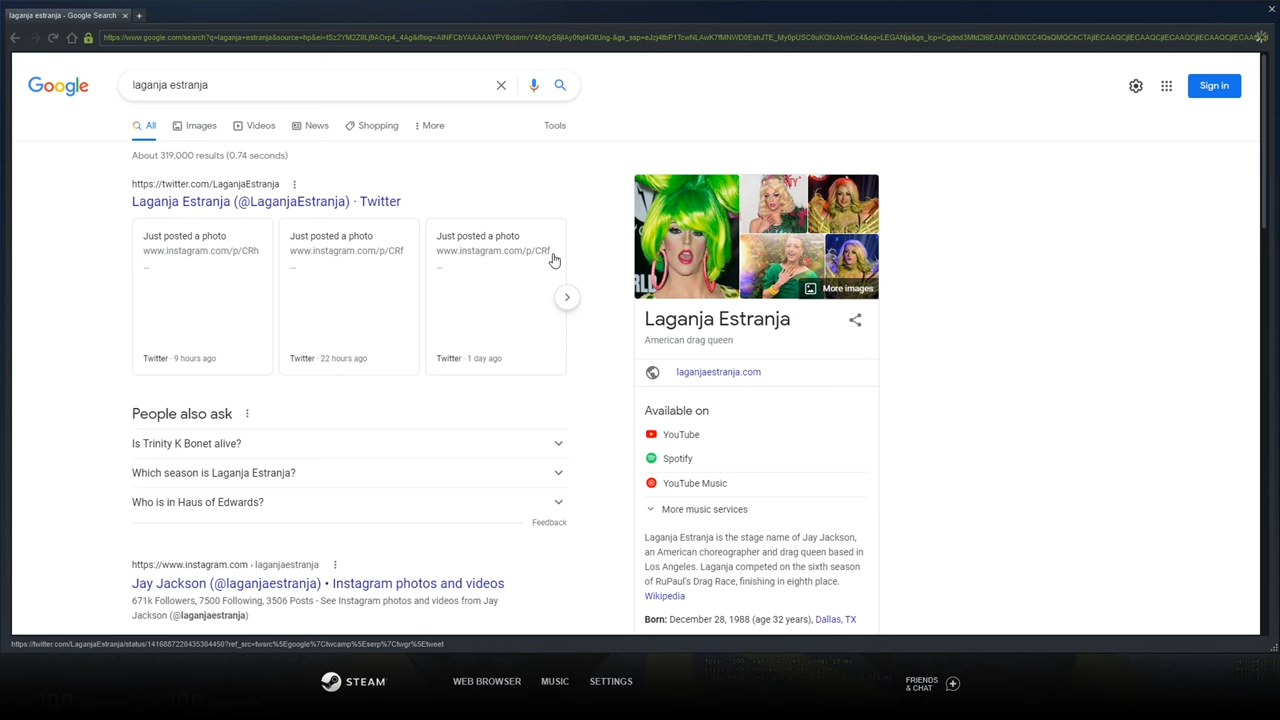 laganja estranja - Google Search
Google
laganja estranja
Sign in
All
Images
Videos
News
Shopping
More
Tools
About 319,000 results (0.74 seconds)
https://twitter.com/LaganjaEstranja
Laganja Estranja (@LaganjaEstranja) · Twitter
Just posted a photo
www.instagram.com/p/CRh
...
Twitter · 9 hours ago
Just posted a photo
www.instagram.com/p/CRf
...
Twitter · 22 hours ago
Just posted a photo
www.instagram.com/p/CRf
...
Twitter · 1 day ago
People also ask
Is Trinity K Bonet alive?
Which season is Laganja Estranja?
Who is in Haus of Edwards?
Feedback
https://www.instagram.com › laganjaestranja
Jay Jackson (@laganjaestranja) • Instagram photos and videos
671k Followers, 7500 Following, 3506 Posts - See Instagram photos and videos from Jay
Jackson (@laganjaestranja)
More images
Laganja Estranja
American drag queen
laganjaestranja.com
Available on
YouTube
Spotify
YouTube Music
More music services
Laganja Estranja is the stage name of Jay Jackson,
an American choreographer and drag queen based in
Los Angeles. Laganja competed on the sixth season
of RuPaul's Drag Race, finishing in eighth place.
Wikipedia
Born: December 28, 1988 (age 32 years), Dallas, TX
STEAM
WEB BROWSER
MUSIC
SETTINGS
FRIENDS
& CHAT